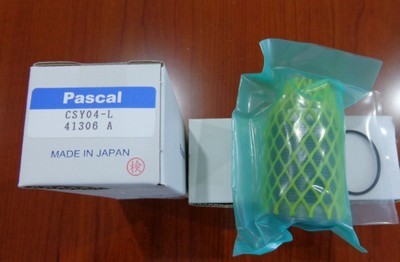 Pascal
CSY04-L
41306 A
MADE IN JAPAN
検